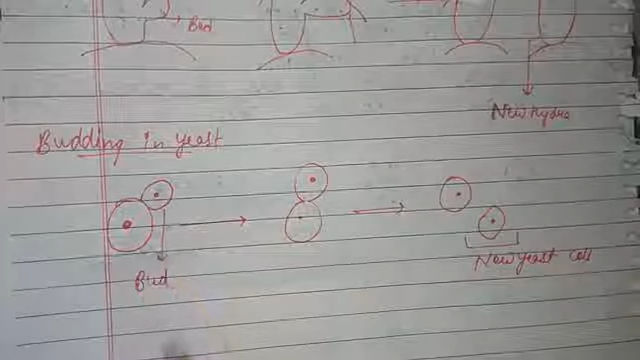 Bud
New hydra
Budding in yeast
Bud
New yeast cell